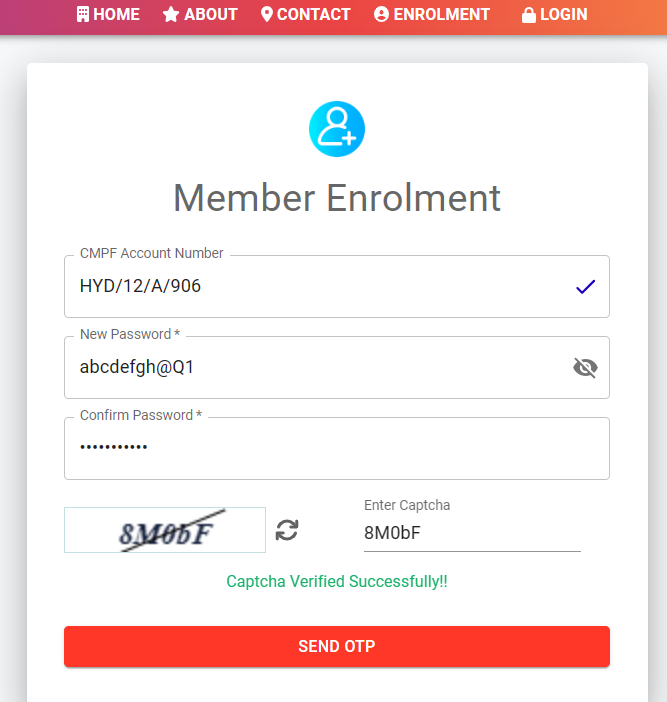 HOME ABOUT CONTACT ENROLMENT LOGIN
Member Enrolment
CMPF Account Number
HYD/12/A/906
New Password *
abcdefgh@Q1
Confirm Password *
•••••••••••
Enter Captcha
8M0bF 8M0bF
Captcha Verified Successfully!!
SEND OTP